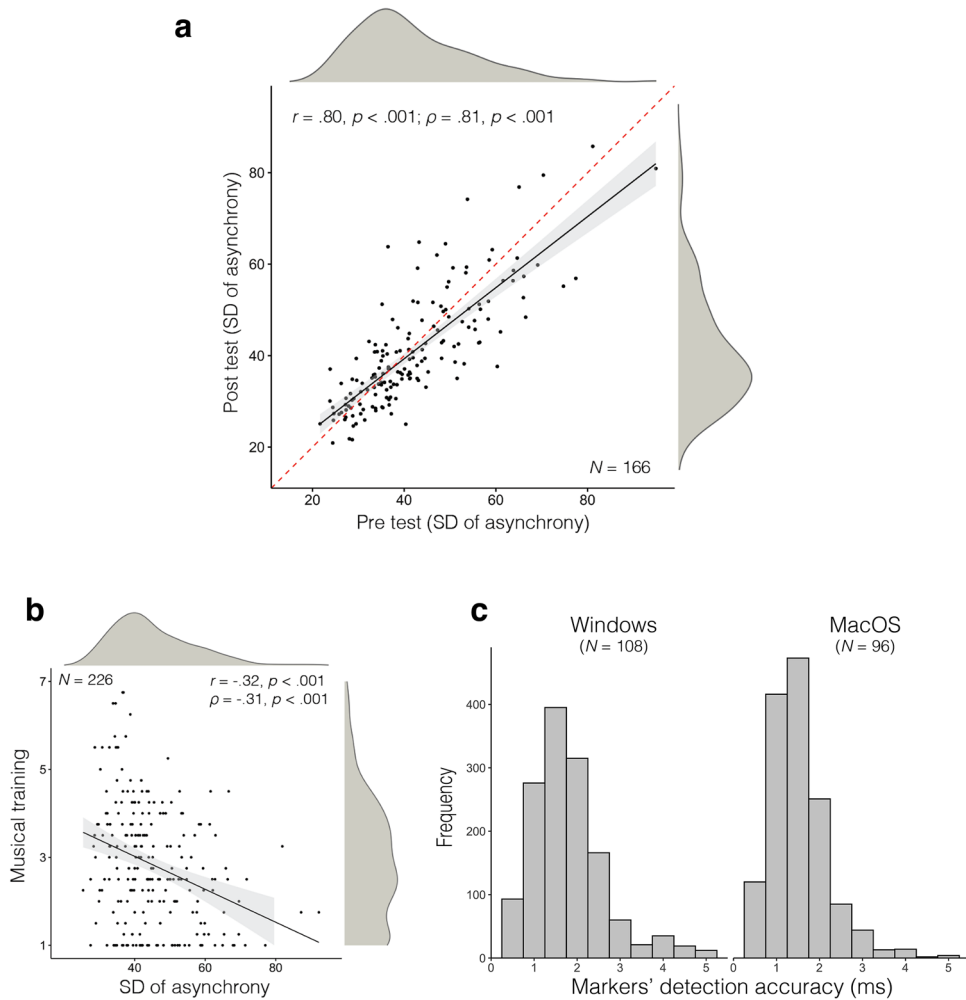 a
r = .80, p < .001; ρ = .81, p < .001
Post test (SD of asynchrony)
80
60
40
20
N = 166
20 40 60 80
Pre test (SD of asynchrony)
b
N = 226
r = -.32, p < .001
ρ = -.31, p < .001
Musical training
7
5
3
1
40 60 80
SD of asynchrony
c
Windows
(N = 108)
MacOS
(N = 96)
Frequency
400
300
200
100
0
0 1 2 3 4 5
0 1 2 3 4 5
Markers' detection accuracy (ms)